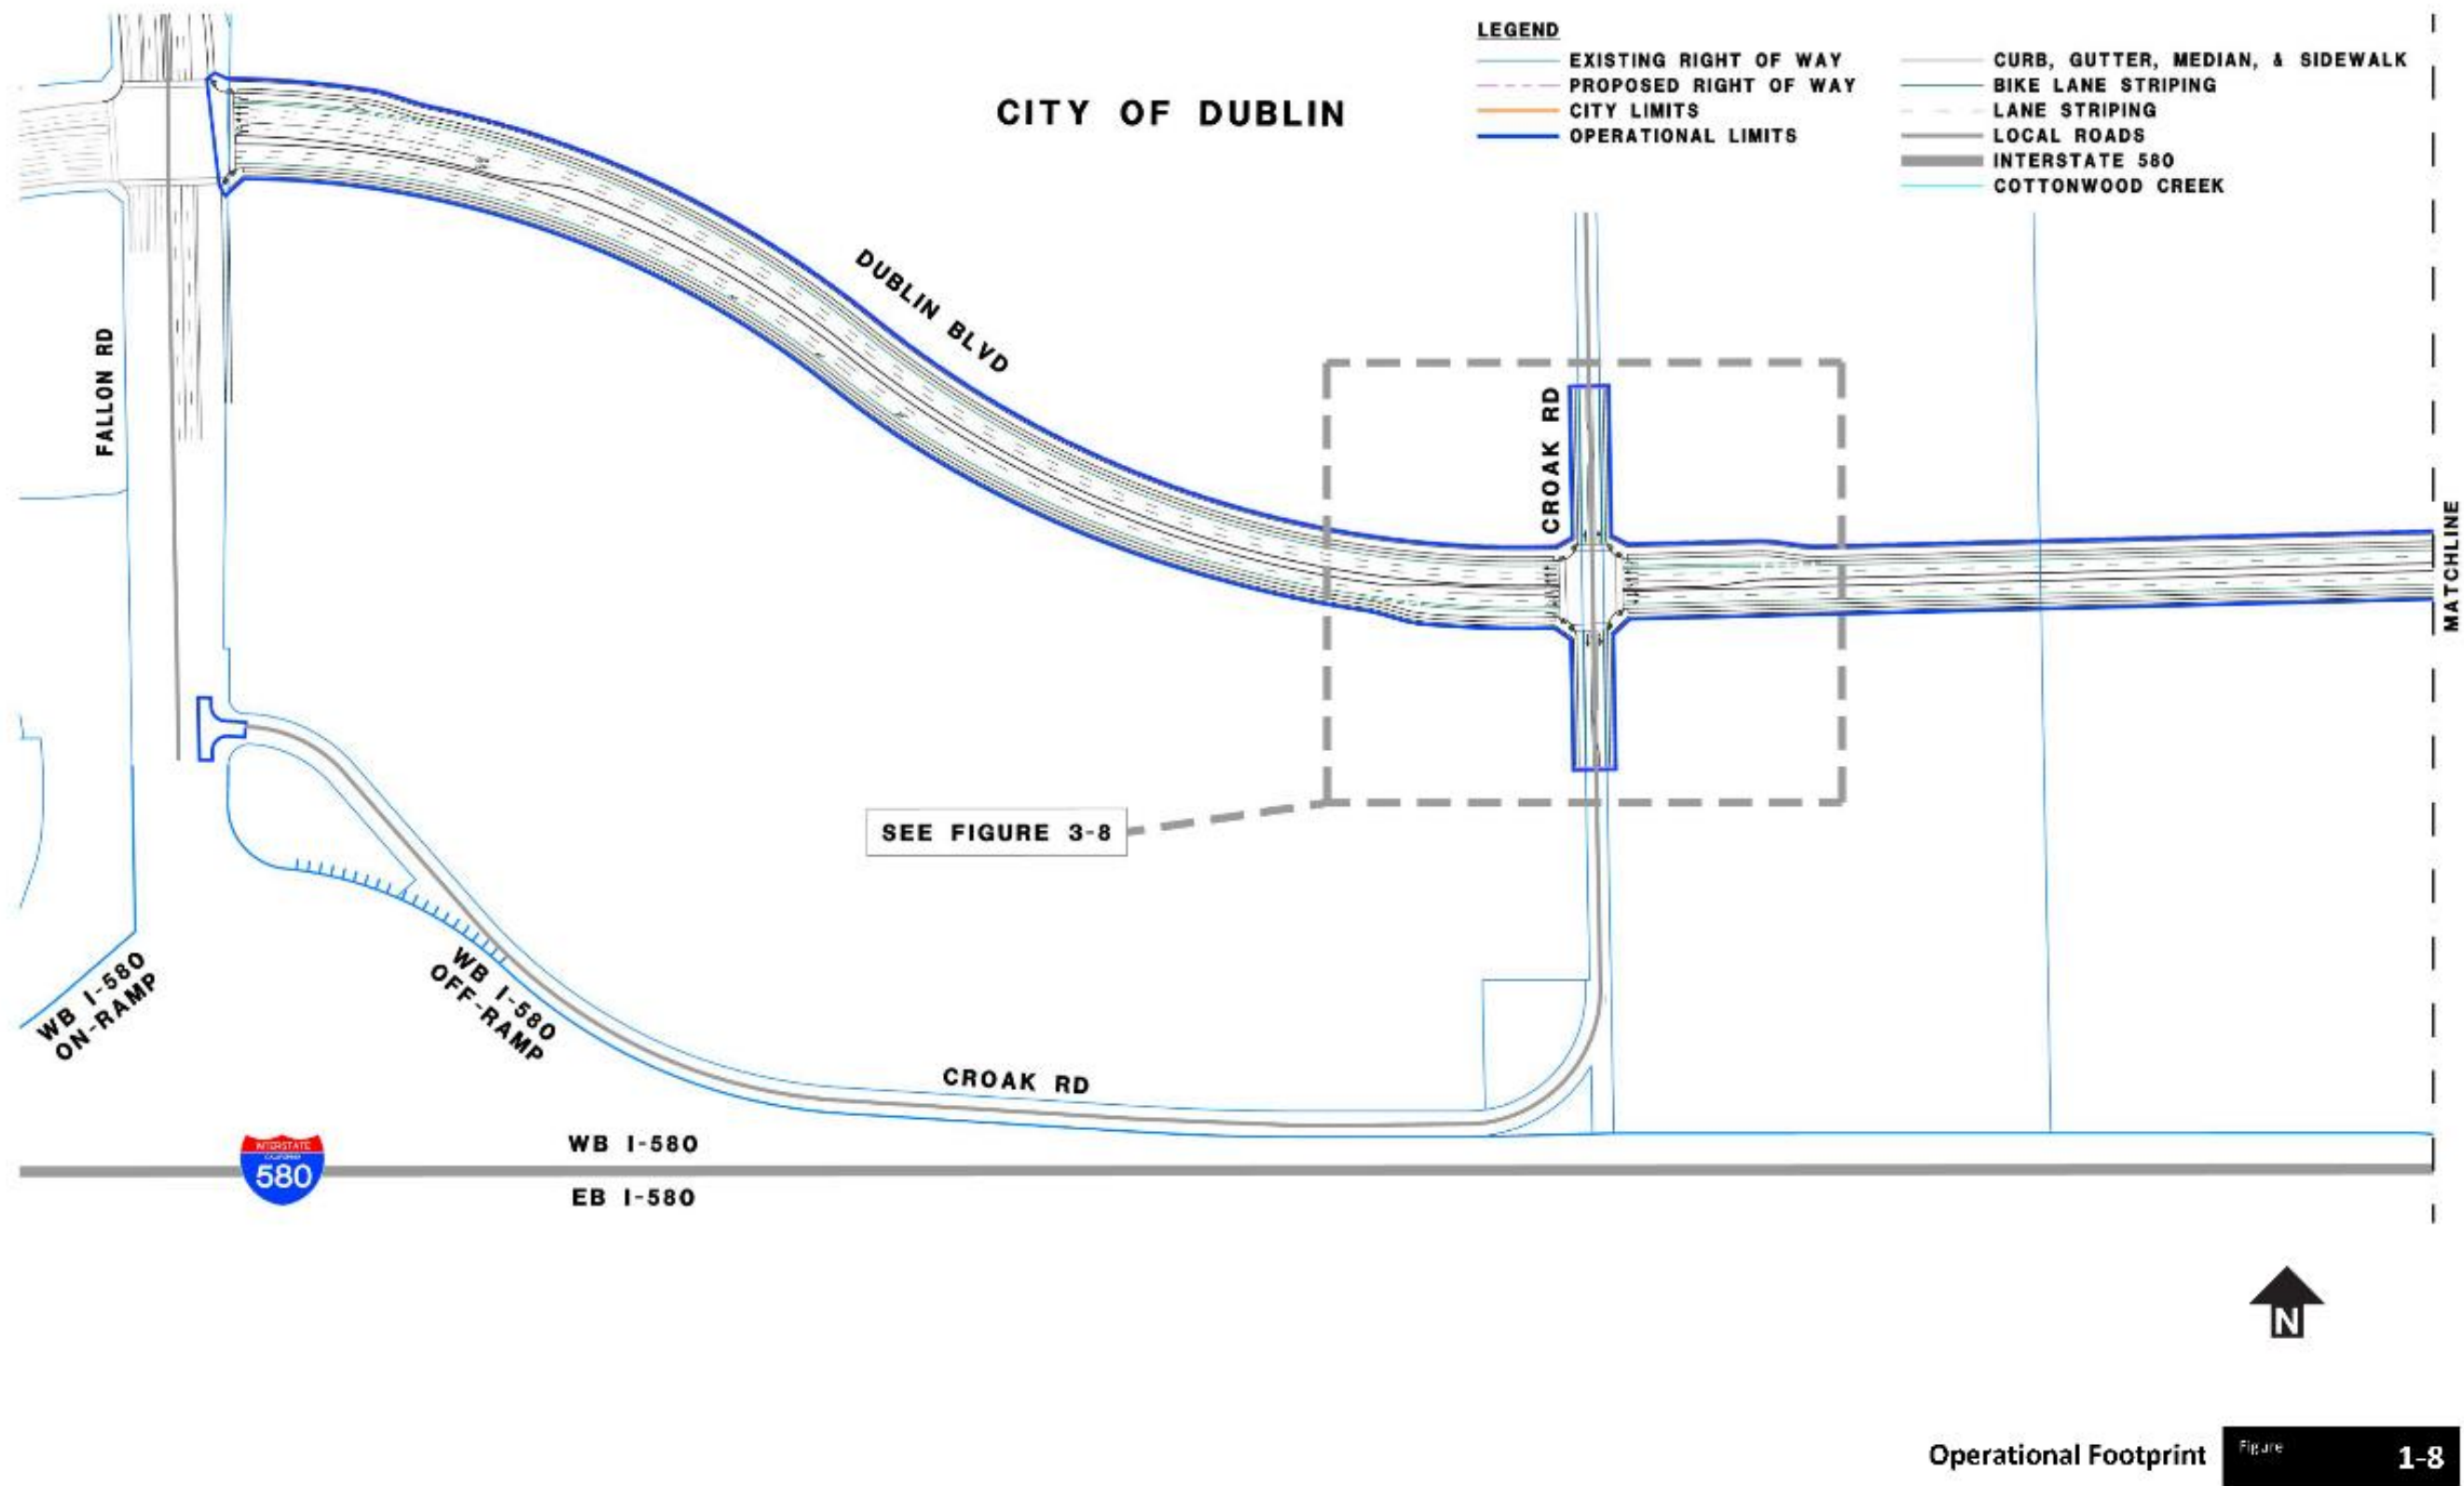 LEGEND
EXISTING RIGHT OF WAY
PROPOSED RIGHT OF WAY
CITY LIMITS
OPERATIONAL LIMITS
CURB, GUTTER, MEDIAN, & SIDEWALK
BIKE LANE STRIPING
LANE STRIPING
LOCAL ROADS
INTERSTATE 580
COTTONWOOD CREEK
CITY OF DUBLIN
DUBLIN BLVD
FALLON RD
CROAK RD
MATCHLINE
SEE FIGURE 3-8
WB I-580
ON-RAMP
WB I-580
OFF-RAMP
CROAK RD
WB I-580
INTERSTATE
CALIFORNIA
580
EB I-580
N
Operational Footprint
Figure
1-8